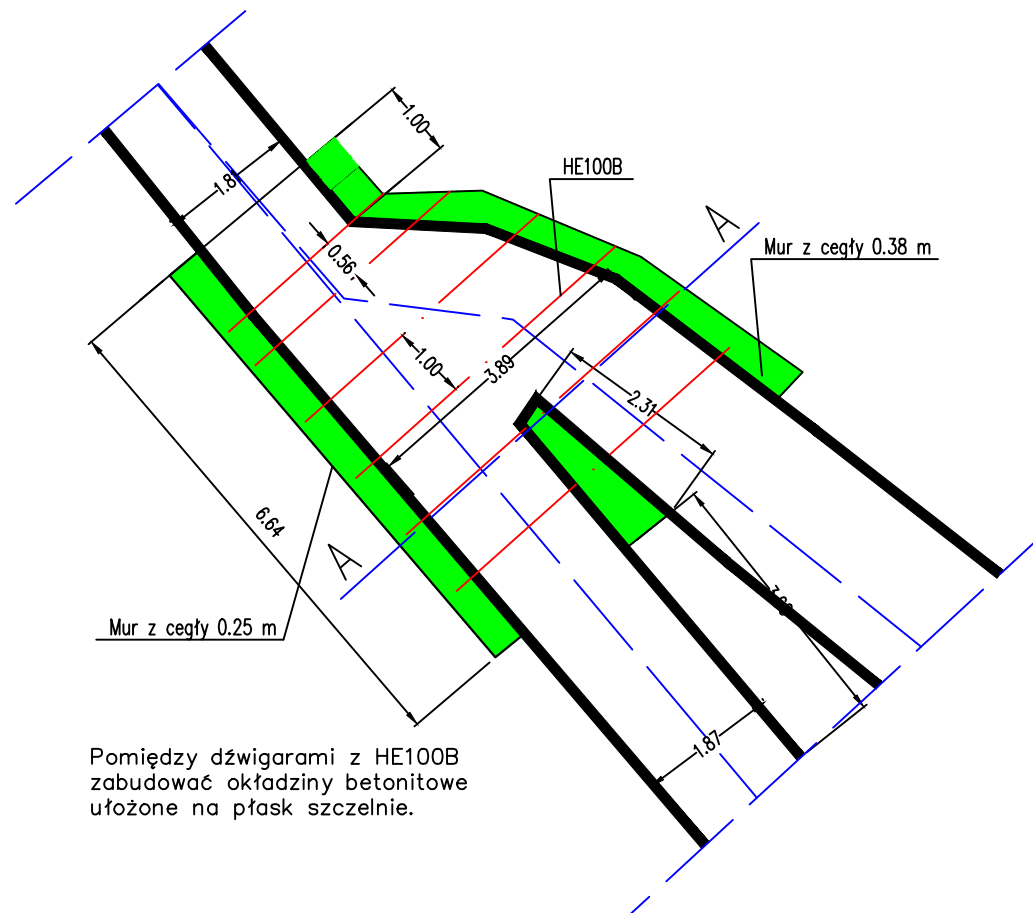 1.00
HE100B
A
1.8
Mur z cegły 0.38 m
0.56
1.00
3.89
2.31
6.64
A
Mur z cegły 0.25 m
1.87
Pomiędzy dźwigarami z HE100B
zabudować okładziny betonitowe
ułożone na płask szczelnie.